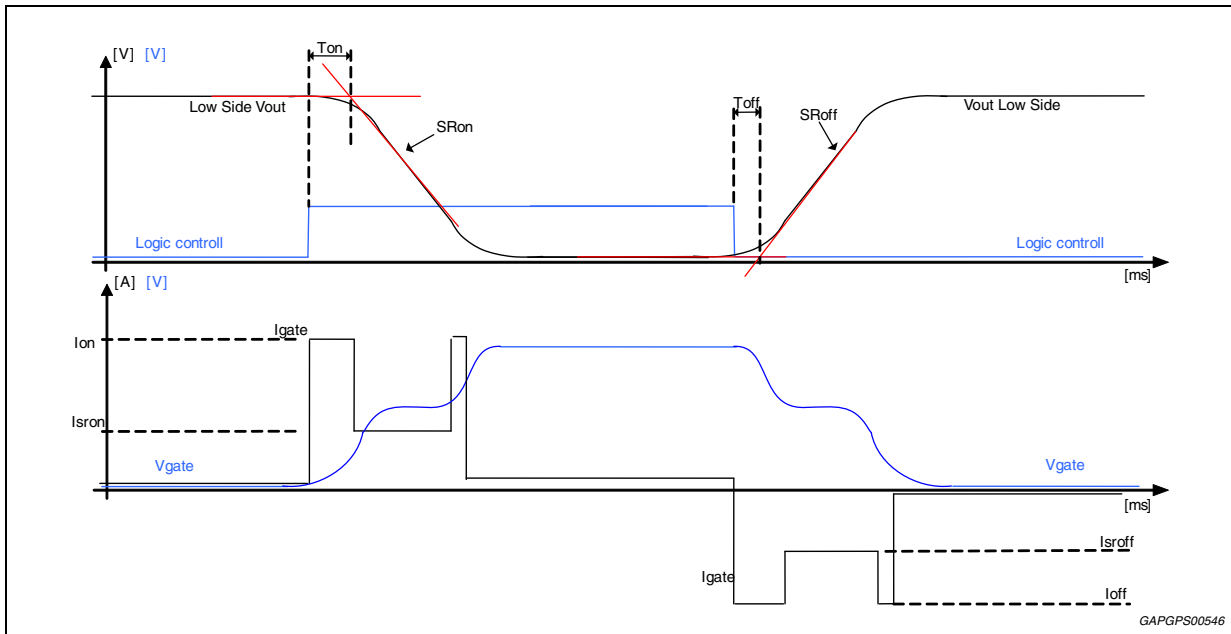 Ton
[V] [V]
Toff
Low Side Vout
Vout Low Side
SRon
SRoff
Logic controll
Logic controll
[ms]
[A] [V]
Igate
Ion
Isron
Vgate
Vgate
[ms]
Isroff
Igate
Ioff
GAPGPS00546